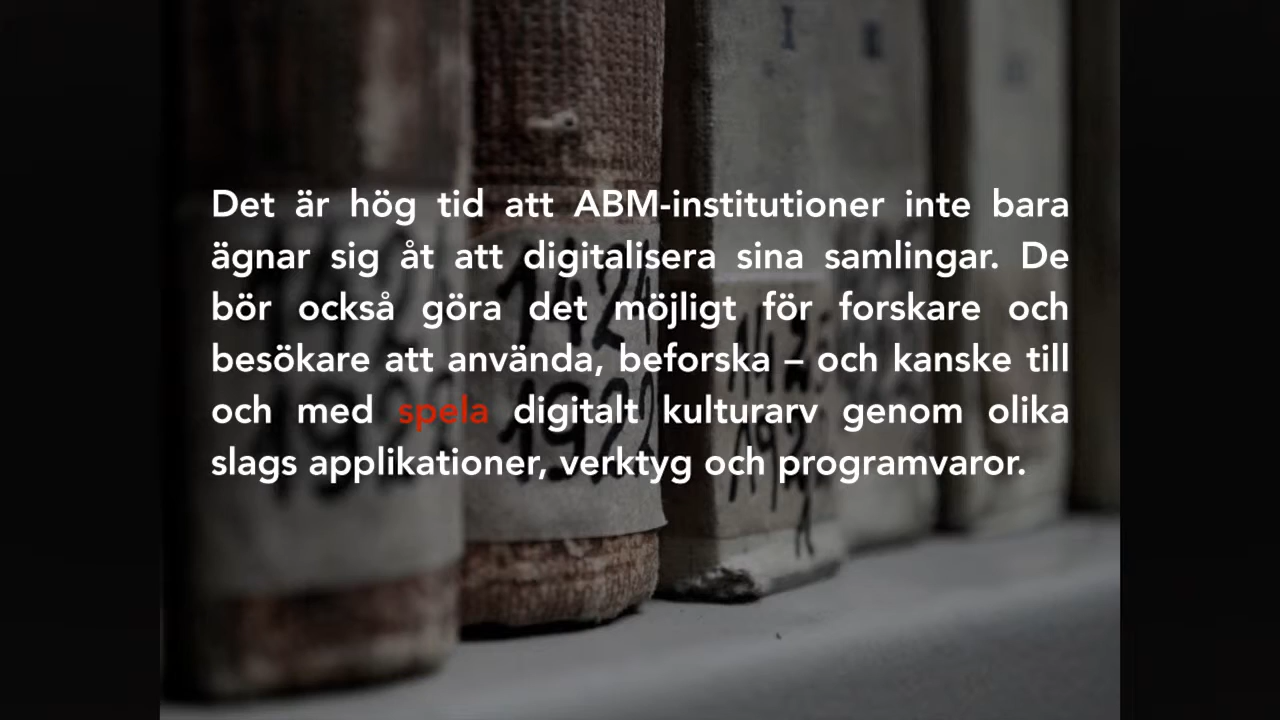 Det är hög tid att ABM-institutioner inte bara
ägnar sig åt att digitalisera sina samlingar. De
bör också göra det möjligt för forskare och
besökare att använda, beforska – och kanske till
och med spela digitalt kulturarv genom olika
slags applikationer, verktyg och programvaror.
1424
1922